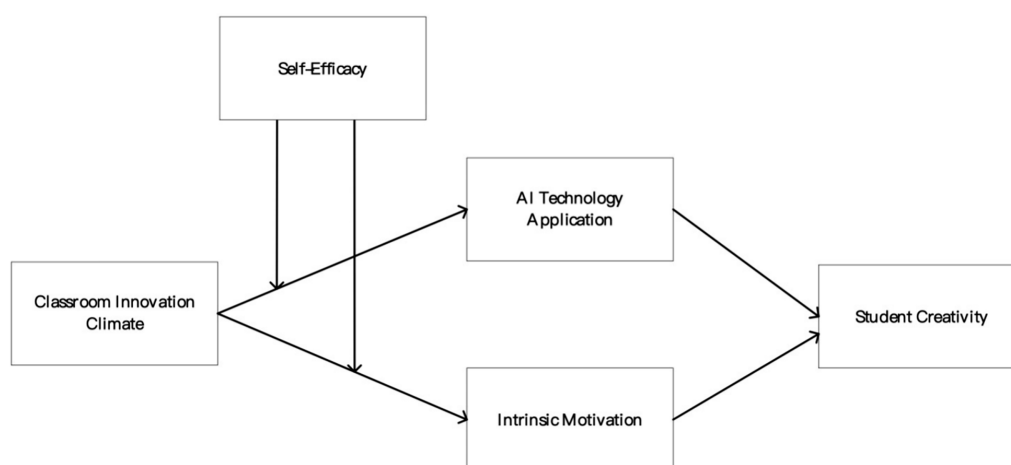 Self-Efficacy
AI Technology
Application
Classroom Innovation
Climate
Student Creativity
Intrinsic Motivation